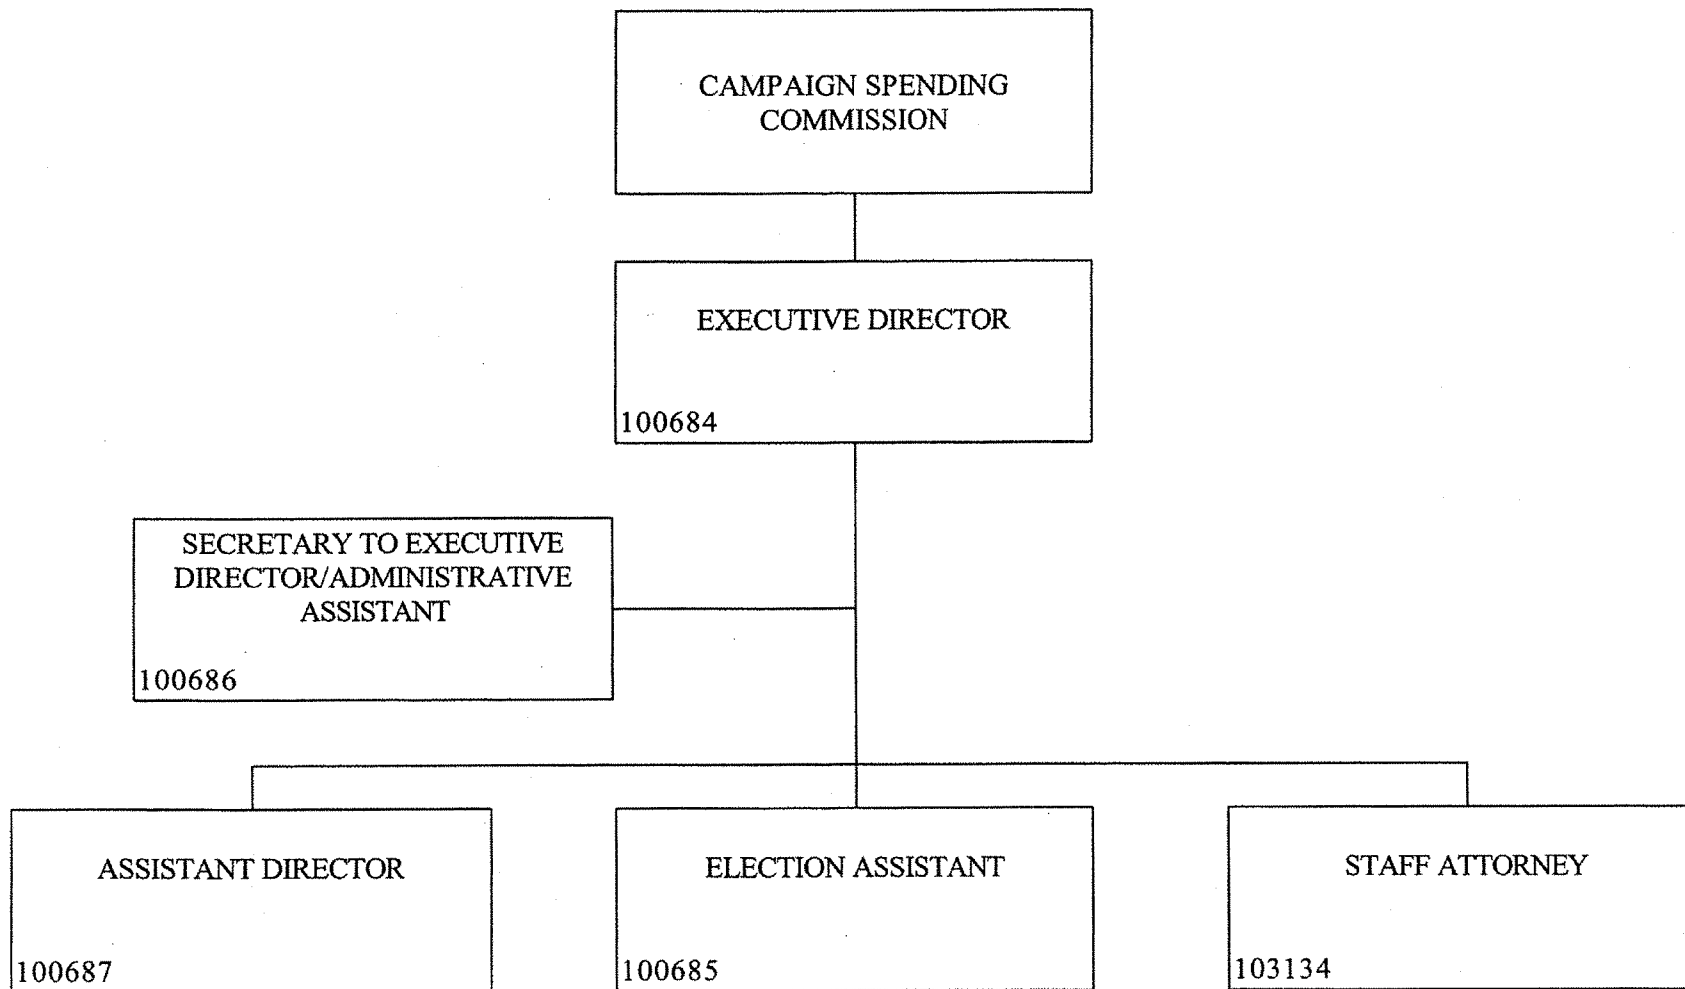 CAMPAIGN SPENDING
COMMISSION
EXECUTIVE DIRECTOR
100684
SECRETARY TO EXECUTIVE
DIRECTOR/ADMINISTRATIVE
ASSISTANT
100686
ASSISTANT DIRECTOR
100687
ELECTION ASSISTANT
100685
STAFF ATTORNEY
103134